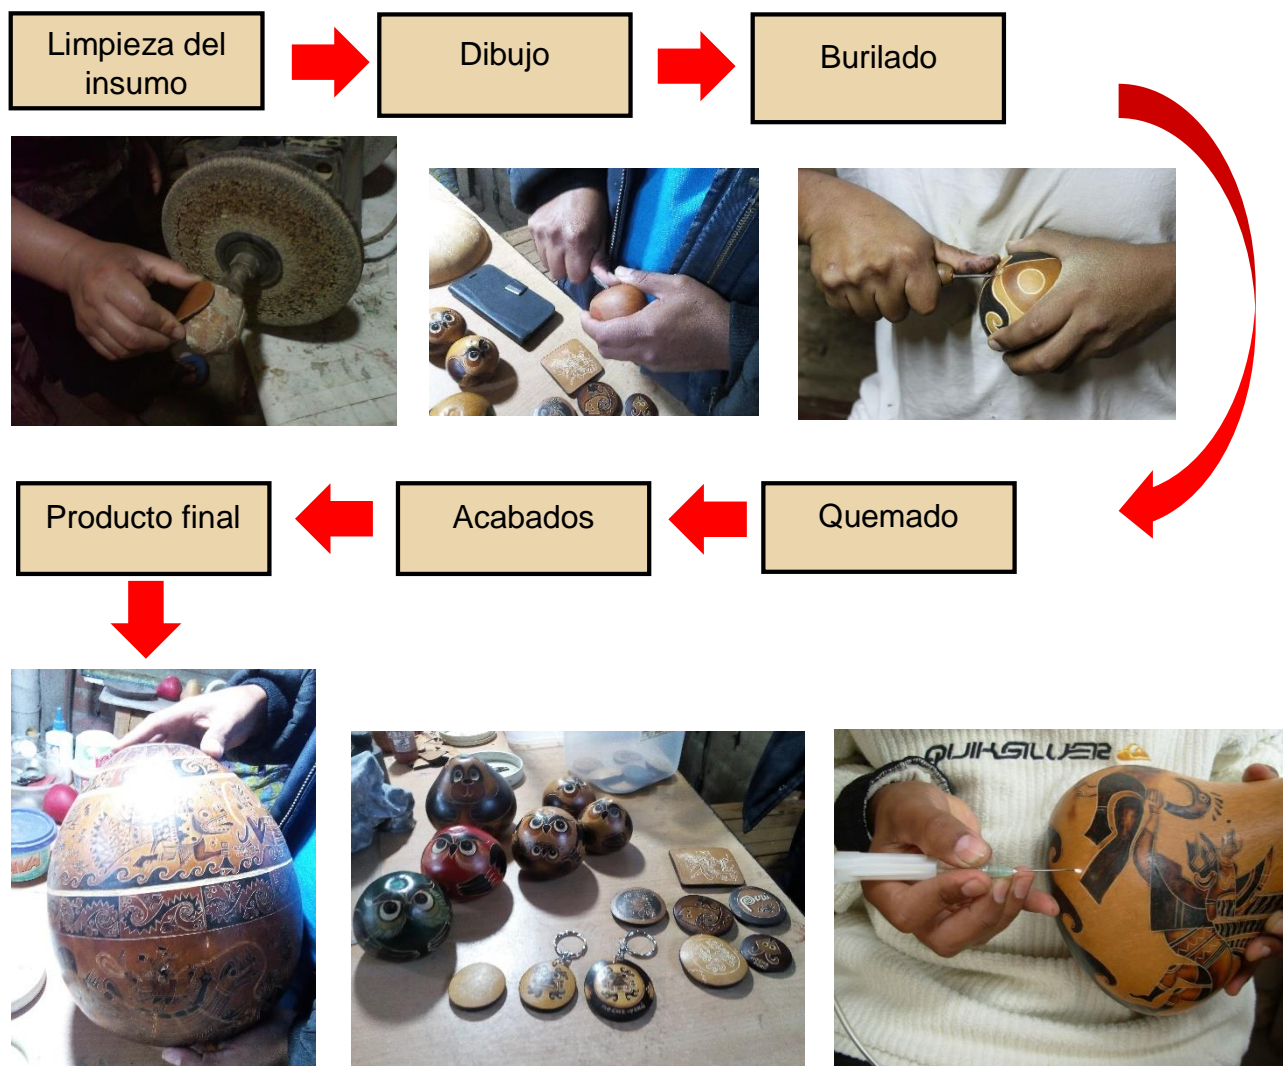 Limpieza del
insumo
Dibujo
Burilado
Producto final
Acabados
Quemado
QUIKSILVER